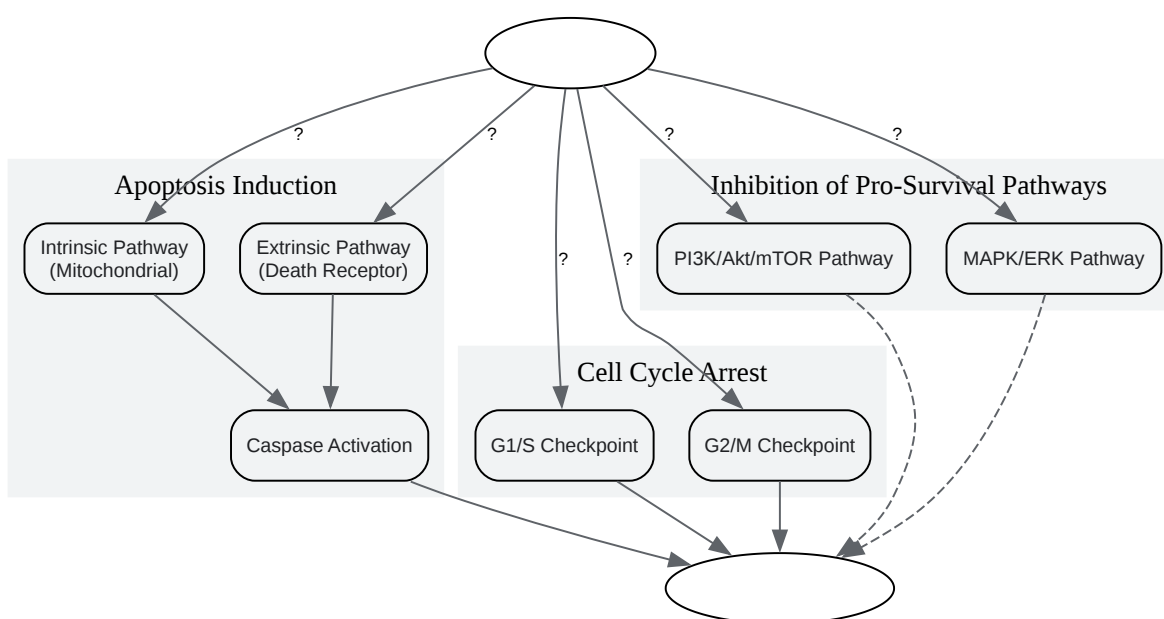 ?
?
?
?
Apoptosis Induction
Inhibition of Pro-Survival Pathways
Intrinsic Pathway
(Mitochondrial)
Extrinsic Pathway
(Death Receptor)
?
?
PI3K/Akt/mTOR Pathway
MAPK/ERK Pathway
Cell Cycle Arrest
Caspase Activation
G1/S Checkpoint
G2/M Checkpoint